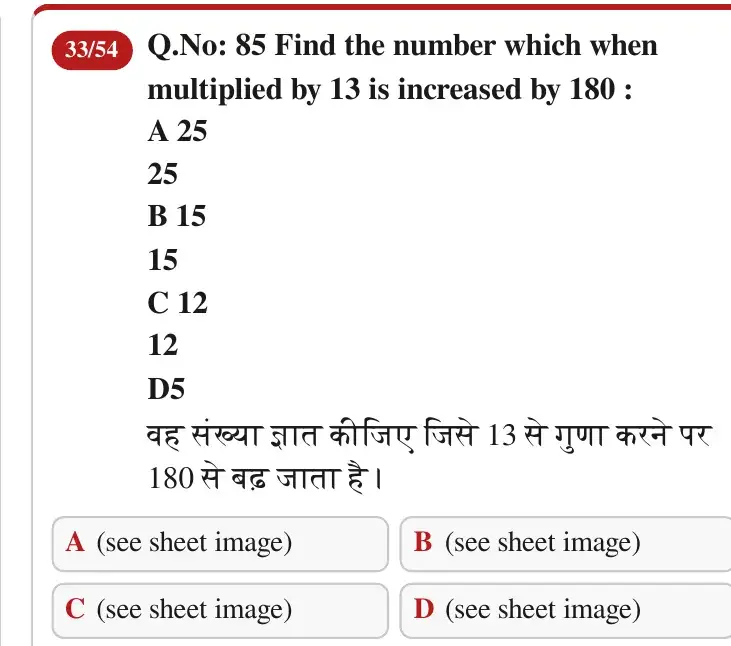 33/54 Q.No: 85 Find the number which when
multiplied by 13 is increased by 180 :
A 25
25
B 15
15
C 12
12
D5
वह संख्या ज्ञात कीजिए जिसे 13 से गुणा करने पर
180 से बढ़ जाता है।
A (see sheet image) B (see sheet image)
C (see sheet image) D (see sheet image)